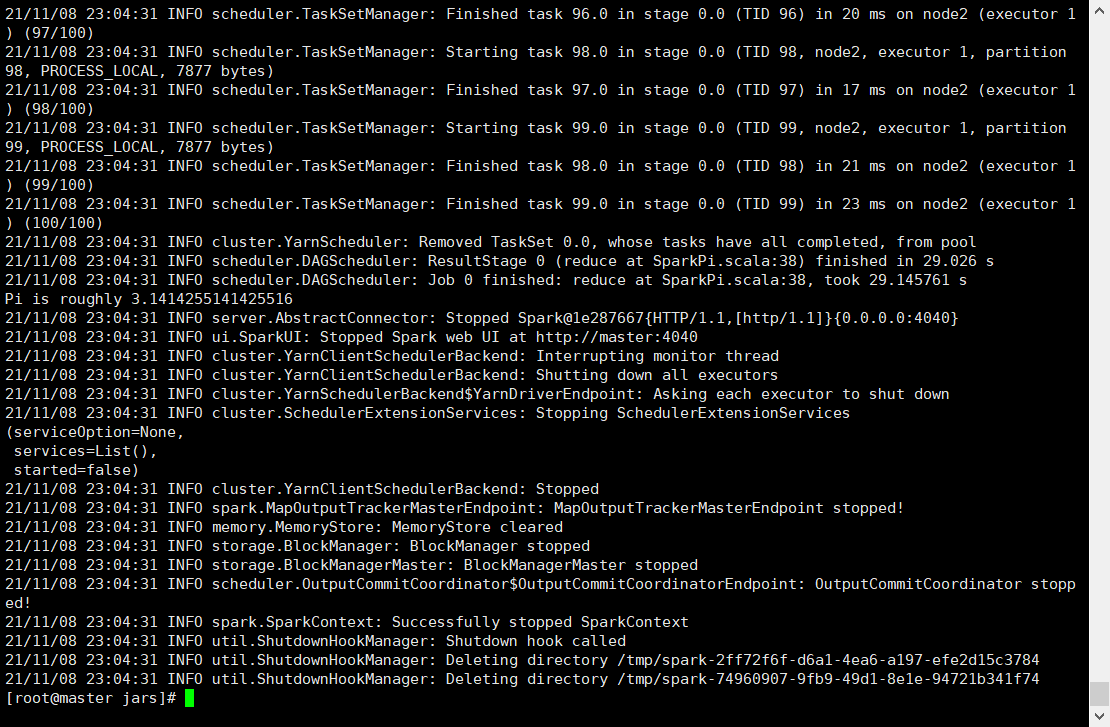 21/11/08 23:04:31 INFO scheduler.TaskSetManager: Finished task 96.0 in stage 0.0 (TID 96) in 20 ms on node2 (executor 1
) (97/100)
21/11/08 23:04:31 INFO scheduler.TaskSetManager: Starting task 98.0 in stage 0.0 (TID 98, node2, executor 1, partition
98, PROCESS_LOCAL, 7877 bytes)
21/11/08 23:04:31 INFO scheduler.TaskSetManager: Finished task 97.0 in stage 0.0 (TID 97) in 17 ms on node2 (executor 1
) (98/100)
21/11/08 23:04:31 INFO scheduler.TaskSetManager: Starting task 99.0 in stage 0.0 (TID 99, node2, executor 1, partition
99, PROCESS_LOCAL, 7877 bytes)
21/11/08 23:04:31 INFO scheduler.TaskSetManager: Finished task 98.0 in stage 0.0 (TID 98) in 21 ms on node2 (executor 1
) (99/100)
21/11/08 23:04:31 INFO scheduler.TaskSetManager: Finished task 99.0 in stage 0.0 (TID 99) in 23 ms on node2 (executor 1
) (100/100)
21/11/08 23:04:31 INFO cluster.YarnScheduler: Removed TaskSet 0.0, whose tasks have all completed, from pool
21/11/08 23:04:31 INFO scheduler.DAGScheduler: ResultStage 0 (reduce at SparkPi.scala:38) finished in 29.026 s
21/11/08 23:04:31 INFO scheduler.DAGScheduler: Job 0 finished: reduce at SparkPi.scala:38, took 29.145761 s
Pi is roughly 3.1414255141425516
21/11/08 23:04:31 INFO server.AbstractConnector: Stopped Spark@1e287667{HTTP/1.1,[http/1.1]}{0.0.0.0:4040}
21/11/08 23:04:31 INFO ui.SparkUI: Stopped Spark web UI at http://master:4040
21/11/08 23:04:31 INFO cluster.YarnClientSchedulerBackend: Interrupting monitor thread
21/11/08 23:04:31 INFO cluster.YarnClientSchedulerBackend: Shutting down all executors
21/11/08 23:04:31 INFO cluster.YarnSchedulerBackend$YarnDriverEndpoint: Asking each executor to shut down
21/11/08 23:04:31 INFO cluster.SchedulerExtensionServices: Stopping SchedulerExtensionServices
(serviceOption=None,
 services=List(),
 started=false)
21/11/08 23:04:31 INFO cluster.YarnClientSchedulerBackend: Stopped
21/11/08 23:04:31 INFO spark.MapOutputTrackerMasterEndpoint: MapOutputTrackerMasterEndpoint stopped!
21/11/08 23:04:31 INFO memory.MemoryStore: MemoryStore cleared
21/11/08 23:04:31 INFO storage.BlockManager: BlockManager stopped
21/11/08 23:04:31 INFO storage.BlockManagerMaster: BlockManagerMaster stopped
21/11/08 23:04:31 INFO scheduler.OutputCommitCoordinator$OutputCommitCoordinatorEndpoint: OutputCommitCoordinator stopp
ed!
21/11/08 23:04:31 INFO spark.SparkContext: Successfully stopped SparkContext
21/11/08 23:04:31 INFO util.ShutdownHookManager: Shutdown hook called
21/11/08 23:04:31 INFO util.ShutdownHookManager: Deleting directory /tmp/spark-2ff72f6f-d6a1-4ea6-a197-efe2d15c3784
21/11/08 23:04:31 INFO util.ShutdownHookManager: Deleting directory /tmp/spark-74960907-9fb9-49d1-8e1e-94721b341f74
[root@master jars]#